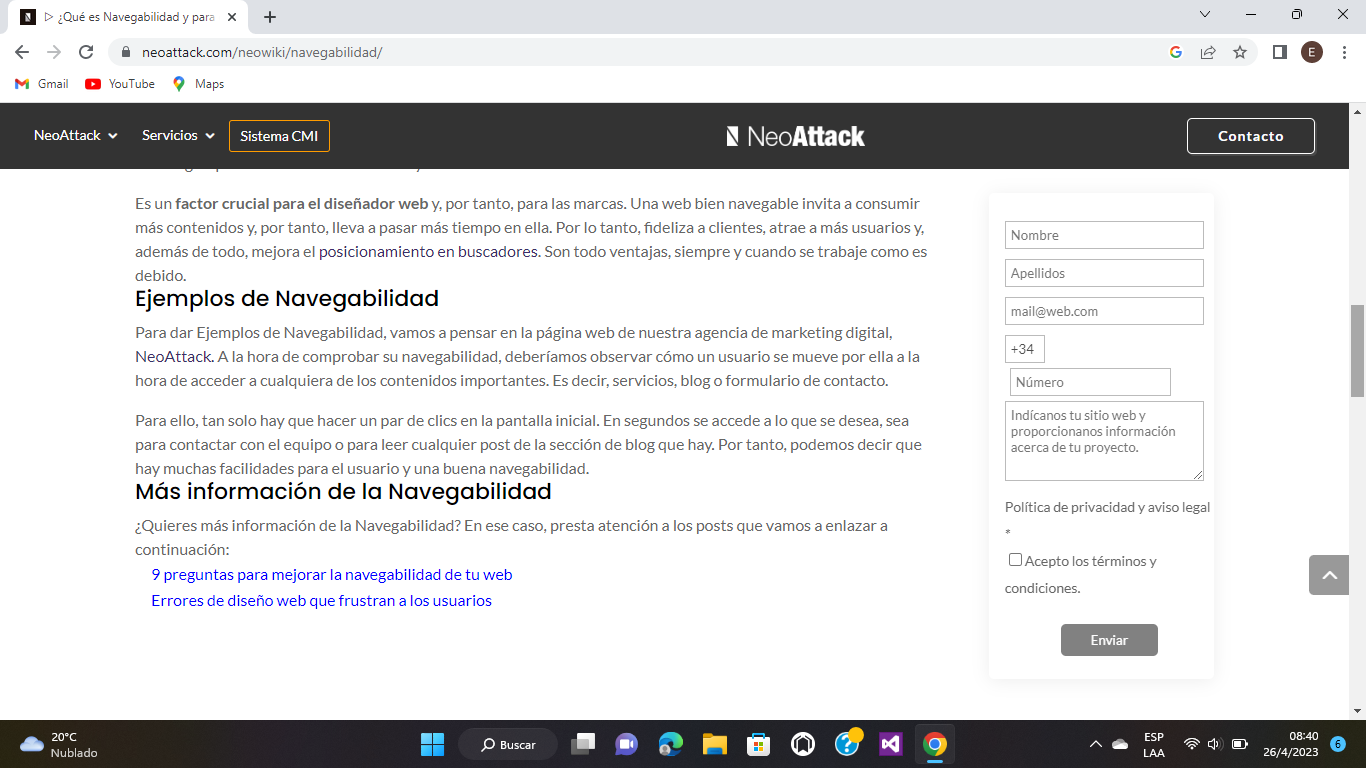 ▷ ¿Qué es Navegabilidad y para
neoattack.com/neowiki/navegabilidad/
E
Gmail
YouTube
Maps
NeoAttack
Servicios
Sistema CMI
NeoAttack
Contacto
Es un factor crucial para el diseñador web y, por tanto, para las marcas. Una web bien navegable invita a consumir
más contenidos y, por tanto, lleva a pasar más tiempo en ella. Por lo tanto, fideliza a clientes, atrae a más usuarios y,
además de todo, mejora el posicionamiento en buscadores. Son todo ventajas, siempre y cuando se trabaje como es
debido.
Ejemplos de Navegabilidad
Para dar Ejemplos de Navegabilidad, vamos a pensar en la página web de nuestra agencia de marketing digital,
NeoAttack. A la hora de comprobar su navegabilidad, deberíamos observar cómo un usuario se mueve por ella a la
hora de acceder a cualquiera de los contenidos importantes. Es decir, servicios, blog o formulario de contacto.
Para ello, tan solo hay que hacer un par de clics en la pantalla inicial. En segundos se accede a lo que se desea, sea
para contactar con el equipo o para leer cualquier post de la sección de blog que hay. Por tanto, podemos decir que
hay muchas facilidades para el usuario y una buena navegabilidad.
Más información de la Navegabilidad
¿Quieres más información de la Navegabilidad? En ese caso, presta atención a los posts que vamos a enlazar a
continuación:
9 preguntas para mejorar la navegabilidad de tu web
Errores de diseño web que frustran a los usuarios
Nombre
Apellidos
mail@web.com
+34
Número
Indícanos tu sitio web y
proporcionanos información
acerca de tu proyecto.
Política de privacidad y aviso legal
*
Acepto los términos y
condiciones.
Enviar
20°C
Nublado
Buscar
ESP
LAA
08:40
26/4/2023
6